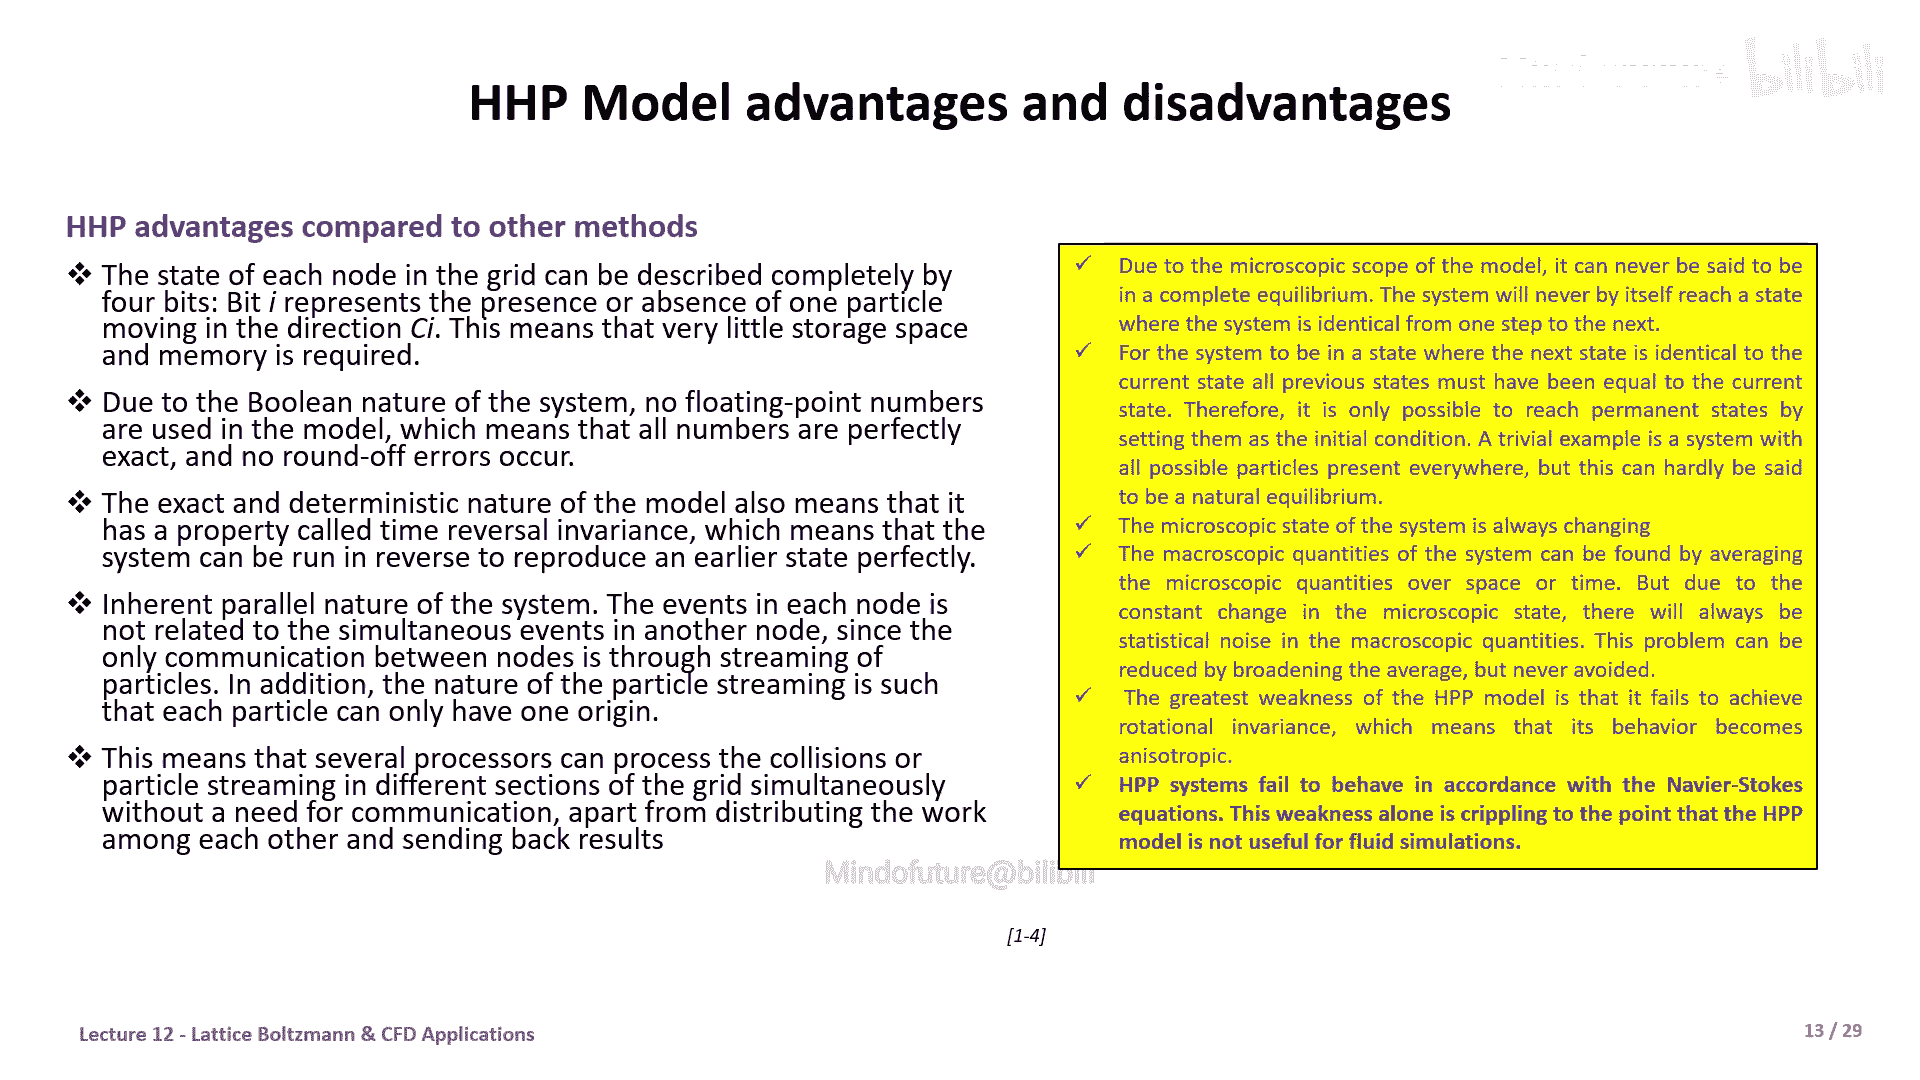 bilibili
HHP Model advantages and disadvantages
HHP advantages compared to other methods
❖ The state of each node in the grid can be described completely by
four bits: Bit i represents the presence or absence of one particle
moving in the direction Ci. This means that very little storage space
and memory is required.
❖ Due to the Boolean nature of the system, no floating-point numbers
are used in the model, which means that all numbers are perfectly
exact, and no round-off errors occur.
❖ The exact and deterministic nature of the model also means that it
has a property called time reversal invariance, which means that the
system can be run in reverse to reproduce an earlier state perfectly.
❖ Inherent parallel nature of the system. The events in each node is
not related to the simultaneous events in another node, since the
only communication between nodes is through streaming of
particles. In addition, the nature of the particle streaming is such
that each particle can only have one origin.
❖ This means that several processors can process the collisions or
particle streaming in different sections of the grid simultaneously
without a need for communication, apart from distributing the work
among each other and sending back results
✓ Due to the microscopic scope of the model, it can never be said to be
in a complete equilibrium. The system will never by itself reach a state
where the system is identical from one step to the next.
✓ For the system to be in a state where the next state is identical to the
current state all previous states must have been equal to the current
state. Therefore, it is only possible to reach permanent states by
setting them as the initial condition. A trivial example is a system with
all possible particles present everywhere, but this can hardly be said
to be a natural equilibrium.
✓ The microscopic state of the system is always changing
✓ The macroscopic quantities of the system can be found by averaging
the microscopic quantities over space or time. But due to the
constant change in the microscopic state, there will always be
statistical noise in the macroscopic quantities. This problem can be
reduced by broadening the average, but never avoided.
✓ The greatest weakness of the HPP model is that it fails to achieve
rotational invariance, which means that its behavior becomes
anisotropic.
✓ HPP systems fail to behave in accordance with the Navier-Stokes
equations. This weakness alone is crippling to the point that the HPP
model is not useful for fluid simulations.
Mindofuture@bilibili
[1-4]
Lecture 12 - Lattice Boltzmann & CFD Applications
13 / 29